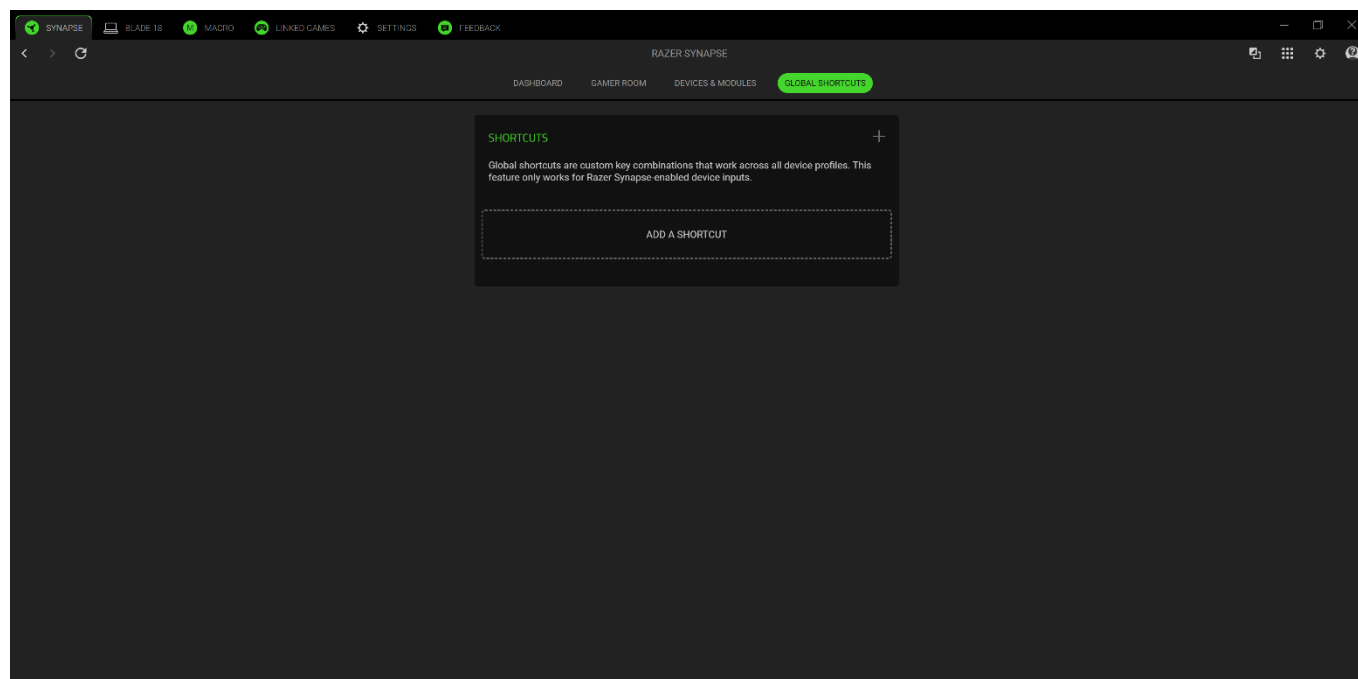 SYNAPSE BLADE 18 M MACRO LINKED GAMES SETTINGS FEEDBACK
RAZER SYNAPSE
DASHBOARD GAMER ROOM DEVICES & MODULES GLOBAL SHORTCUTS
SHORTCUTS
Global shortcuts are custom key combinations that work across all device profiles. This
feature only works for Razer Synapse-enabled device inputs.
ADD A SHORTCUT